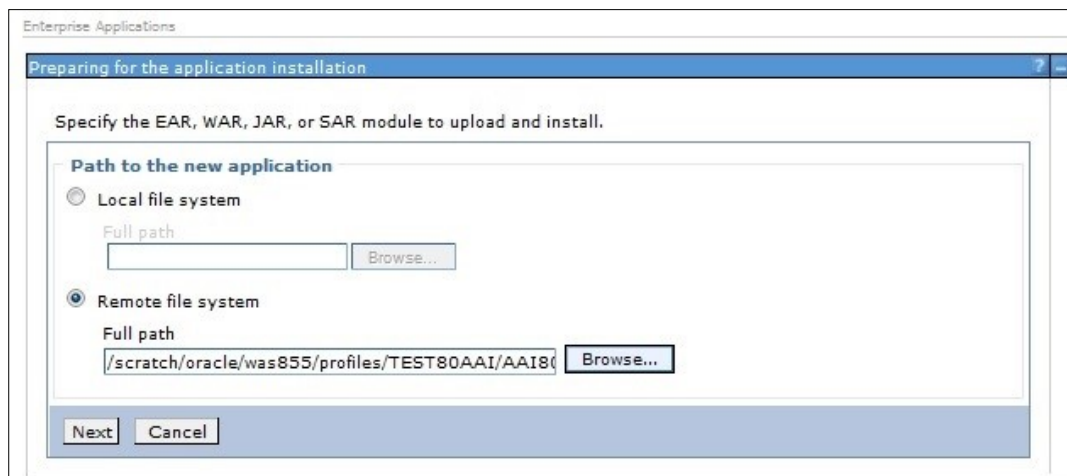 Enterprise Applications
Preparing for the application installation ? –
Specify the EAR, WAR, JAR, or SAR module to upload and install.
Path to the new application
Local file system
Full path
Browse...
Remote file system
Full path
/scratch/oracle/was855/profiles/TEST80AAI/AAI80 Browse...
Next Cancel